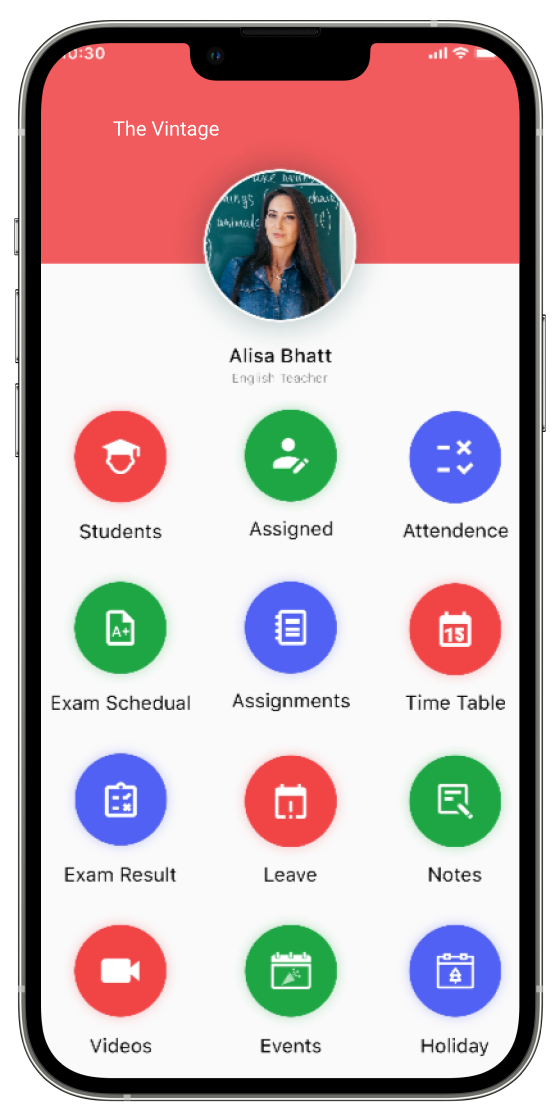 10:30
The Vintage
Alisa Bhatt
English Teacher
Students
Assigned
Attendence
A+
15
Exam Schedual
Assignments
Time Table
Exam Result
Leave
Notes
Videos
Events
Holiday